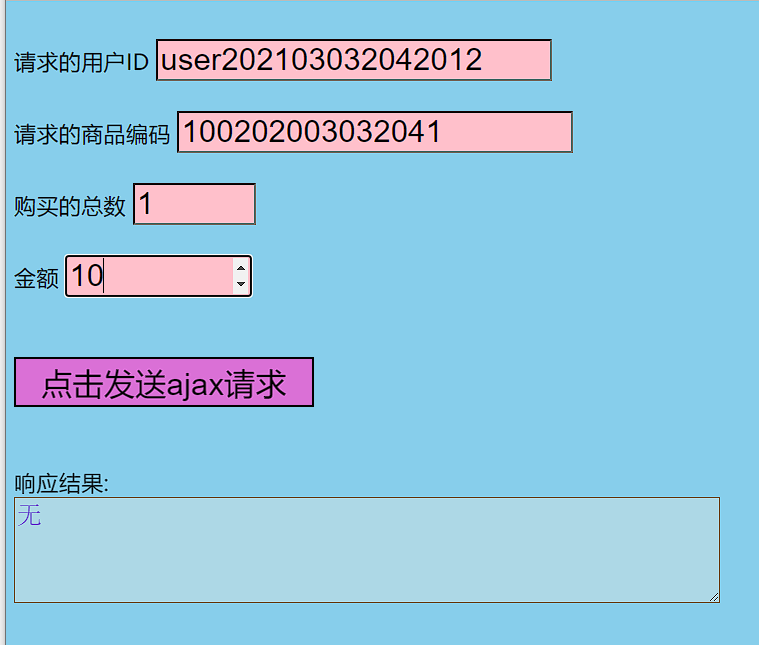 请求的用户ID user202103032042012
请求的商品编码 100202003032041
购买的总数 1
金额 10
点击发送ajax请求
响应结果:
无